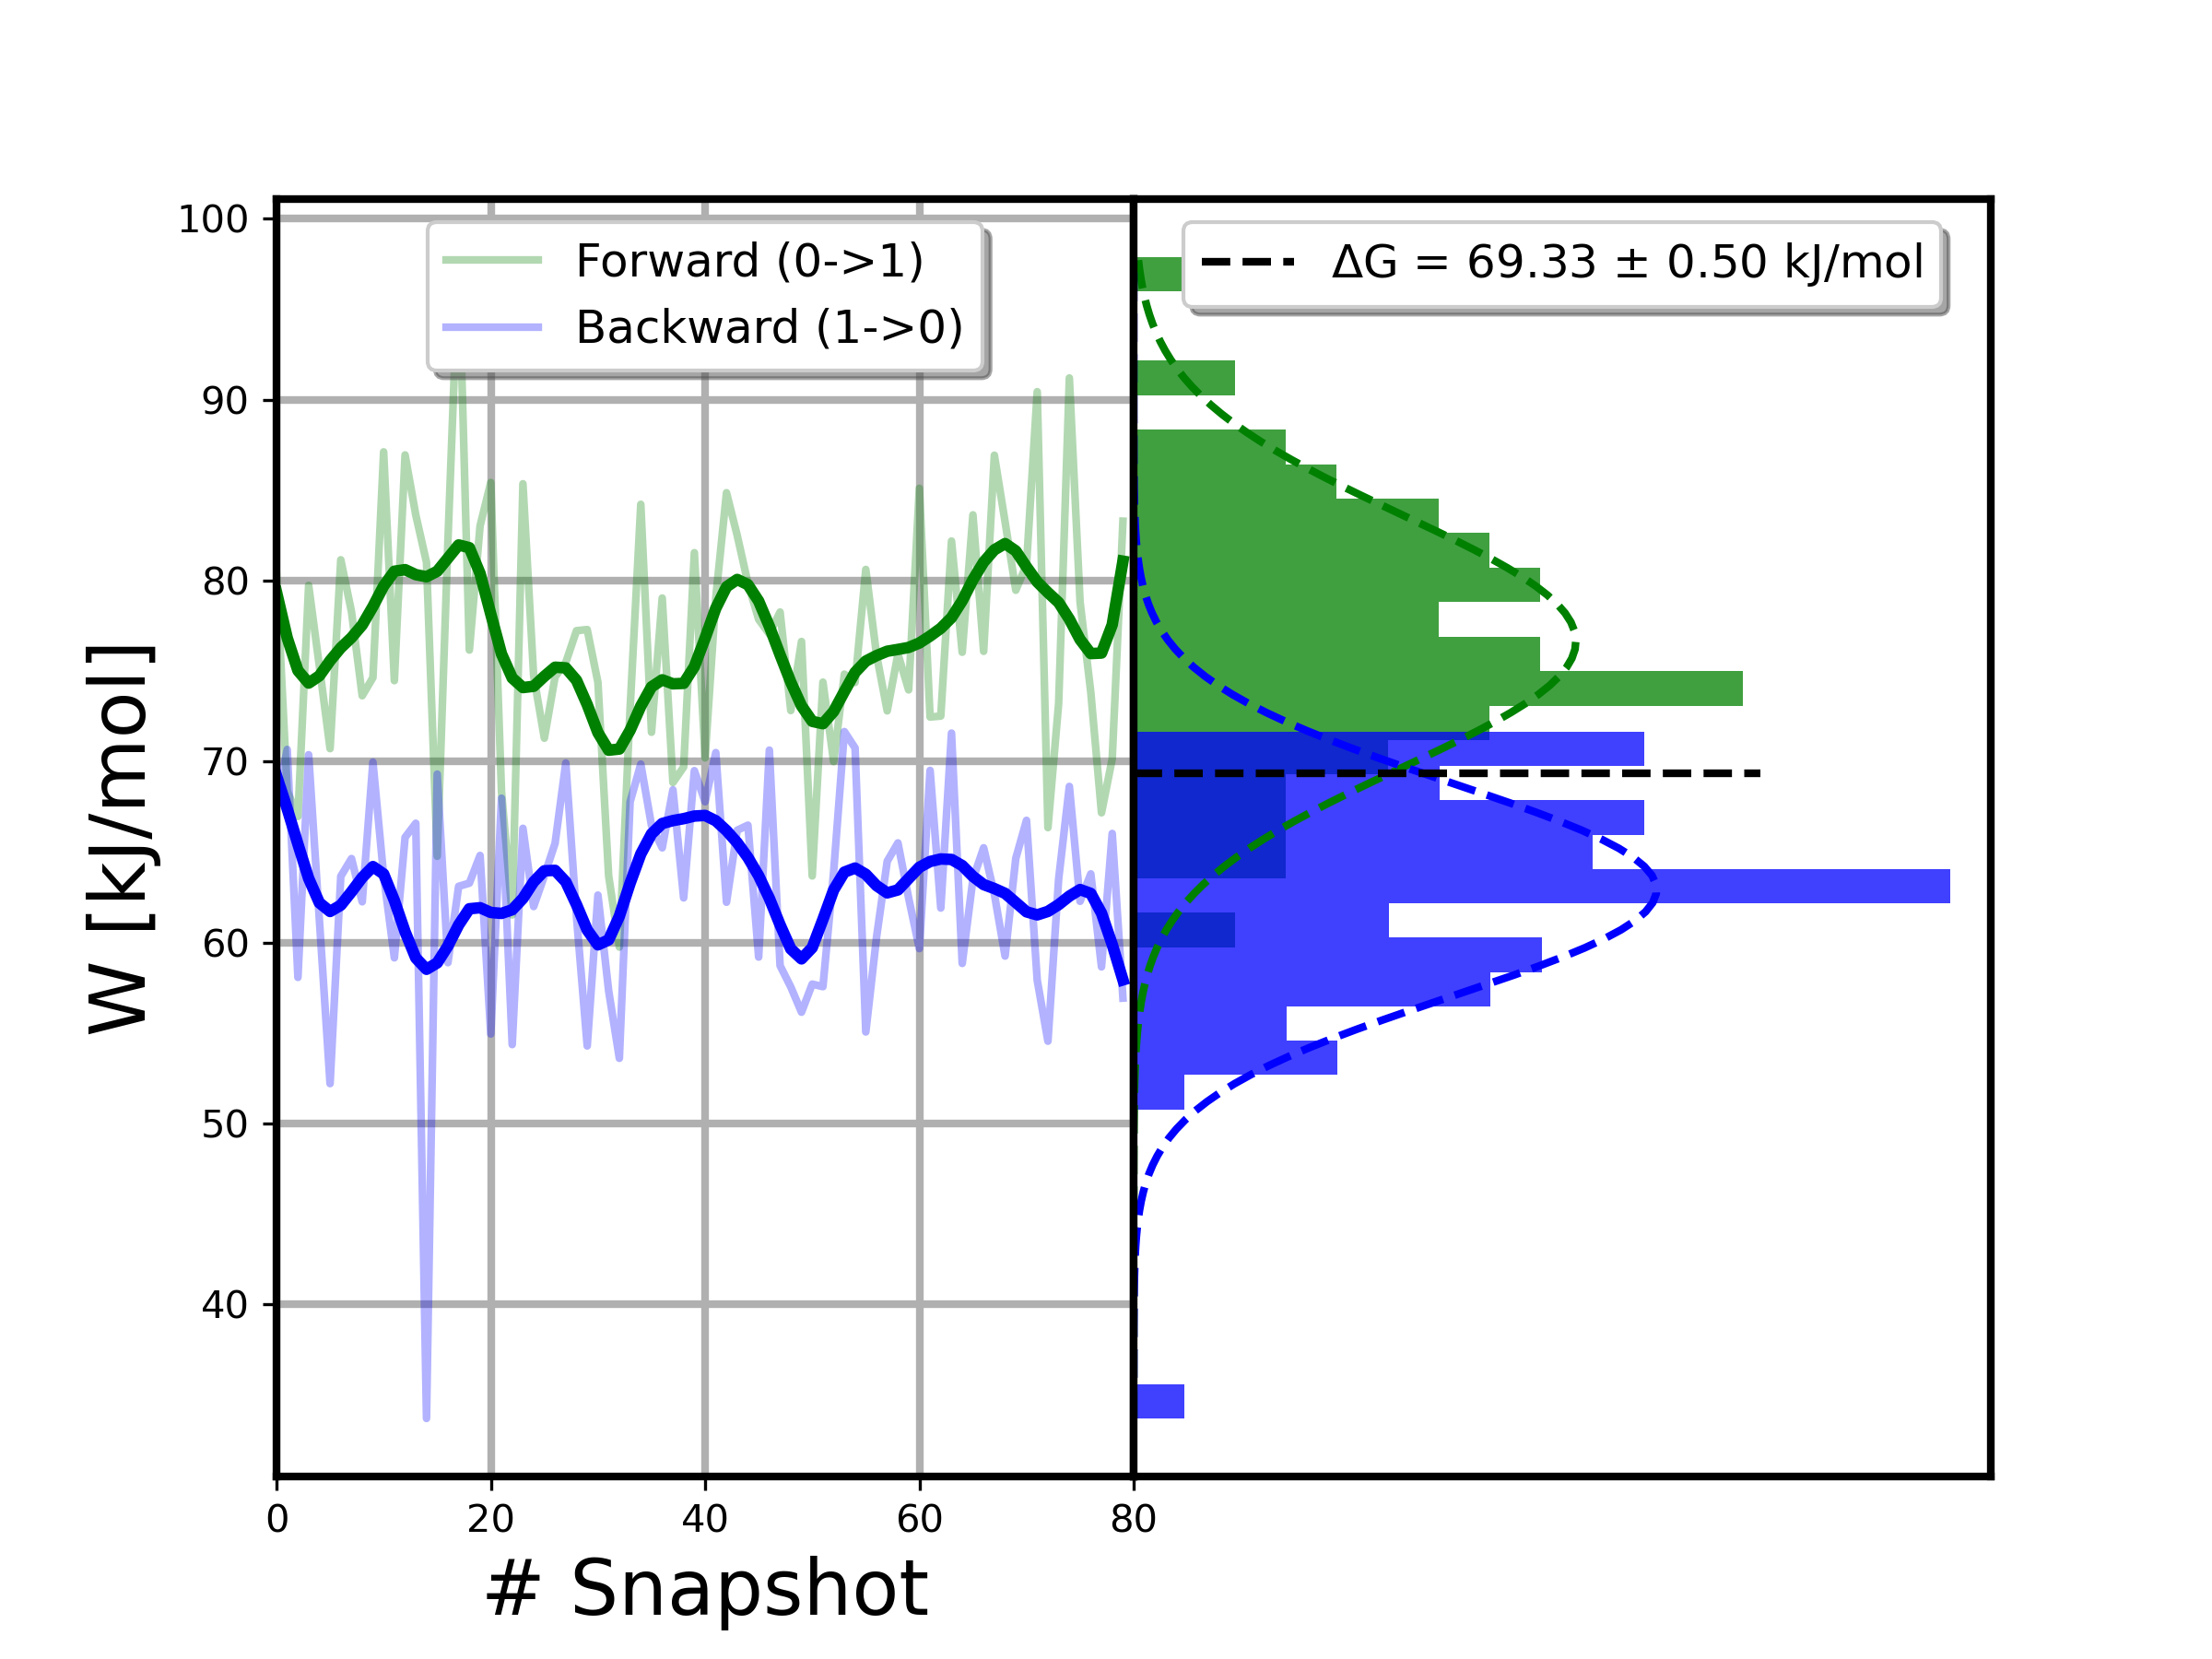 100
90
80
70
60
50
40
W [kJ/mol]
Forward (0->1)
Backward (1->0)
ΔG = 69.33 ± 0.50 kJ/mol
0 20 40 60 80
# Snapshot